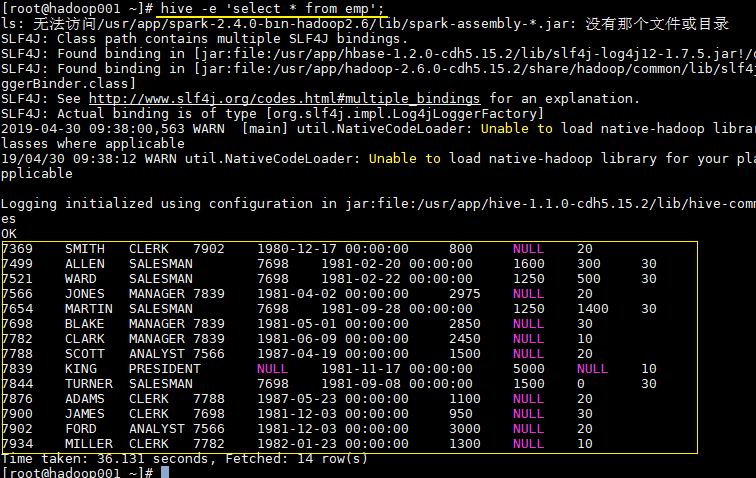 [root@hadoop001 ~]# hive -e 'select * from emp';
ls: 无法访问/usr/app/spark-2.4.0-bin-hadoop2.6/lib/spark-assembly-*.jar: 没有那个文件或目录
SLF4J: Class path contains multiple SLF4J bindings.
SLF4J: Found binding in [jar:file:/usr/app/hbase-1.2.0-cdh5.15.2/lib/slf4j-log4j12-1.7.5.jar!/
SLF4J: Found binding in [jar:file:/usr/app/hadoop-2.6.0-cdh5.15.2/share/hadoop/common/lib/slf4j
ggerBinder.class]
SLF4J: See http://www.slf4j.org/codes.html#multiple_bindings for an explanation.
SLF4J: Actual binding is of type [org.slf4j.impl.Log4jLoggerFactory]
2019-04-30 09:38:00,563 WARN  [main] util.NativeCodeLoader: Unable to load native-hadoop librar
lasses where applicable
19/04/30 09:38:12 WARN util.NativeCodeLoader: Unable to load native-hadoop library for your pla
pplicable
Logging initialized using configuration in jar:file:/usr/app/hive-1.1.0-cdh5.15.2/lib/hive-com
es
OK
7369 SMITH CLERK 7902 1980-12-17 00:00:00 800 NULL 20
7499 ALLEN SALESMAN 7698 1981-02-20 00:00:00 1600 300 30
7521 WARD SALESMAN 7698 1981-02-22 00:00:00 1250 500 30
7566 JONES MANAGER 7839 1981-04-02 00:00:00 2975 NULL 20
7654 MARTIN SALESMAN 7698 1981-09-28 00:00:00 1250 1400 30
7698 BLAKE MANAGER 7839 1981-05-01 00:00:00 2850 NULL 30
7782 CLARK MANAGER 7839 1981-06-09 00:00:00 2450 NULL 10
7788 SCOTT ANALYST 7566 1987-04-19 00:00:00 1500 NULL 20
7839 KING PRESIDENT NULL 1981-11-17 00:00:00 5000 NULL 10
7844 TURNER SALESMAN 7698 1981-09-08 00:00:00 1500 0 30
7876 ADAMS CLERK 7788 1987-05-23 00:00:00 1100 NULL 20
7900 JAMES CLERK 7698 1981-12-03 00:00:00 950 NULL 30
7902 FORD ANALYST 7566 1981-12-03 00:00:00 3000 NULL 20
7934 MILLER CLERK 7782 1982-01-23 00:00:00 1300 NULL 10
Time taken: 36.131 seconds, Fetched: 14 row(s)
[root@hadoop001 ~]#